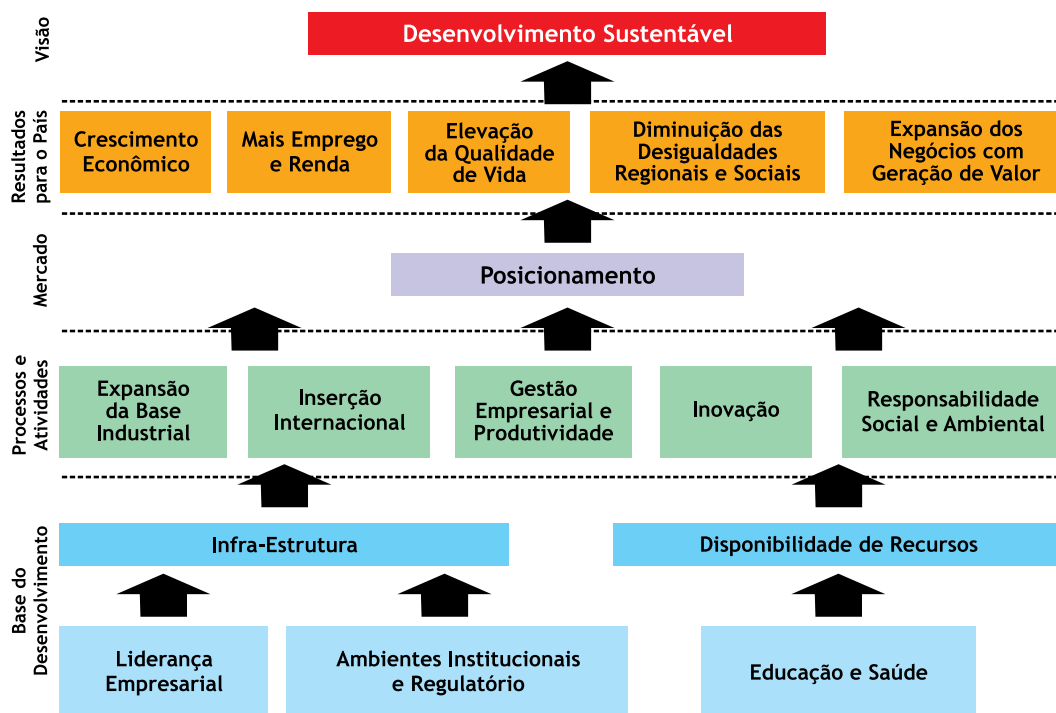 Visão
Desenvolvimento Sustentável
Resultados
para o País
Crescimento
Econômico
Mais Emprego
e Renda
Elevação
da Qualidade
de Vida
Diminuição das
Desigualdades
Regionais e Sociais
Expansão dos
Negócios com
Geração de Valor
Mercado
Posicionamento
Processos e
Atividades
Expansão
da Base
Industrial
Inserção
Internacional
Gestão
Empresarial e
Produtividade
Inovação
Responsabilidade
Social e Ambiental
Base do
Desenvolvimento
Infra-Estrutura
Disponibilidade de Recursos
Liderança
Empresarial
Ambientes Institucionais
e Regulatório
Educação e Saúde